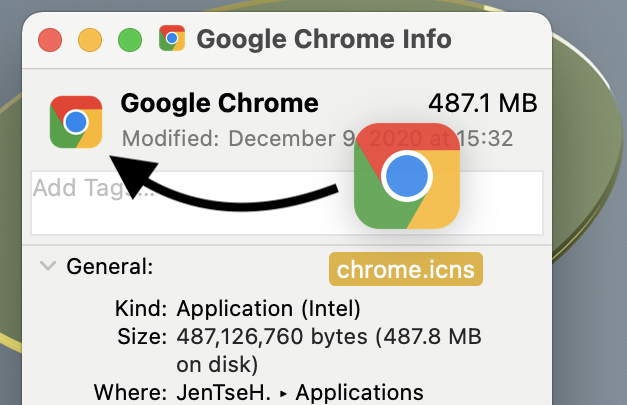 Google Chrome Info
Google Chrome 487.1 MB
Modified: December 9, 2020 at 15:32
Add Tags...
General:
chrome.icns
Kind: Application (Intel)
Size: 487,126,760 bytes (487.8 MB
on disk)
Where: JenTseH. ▸ Applications